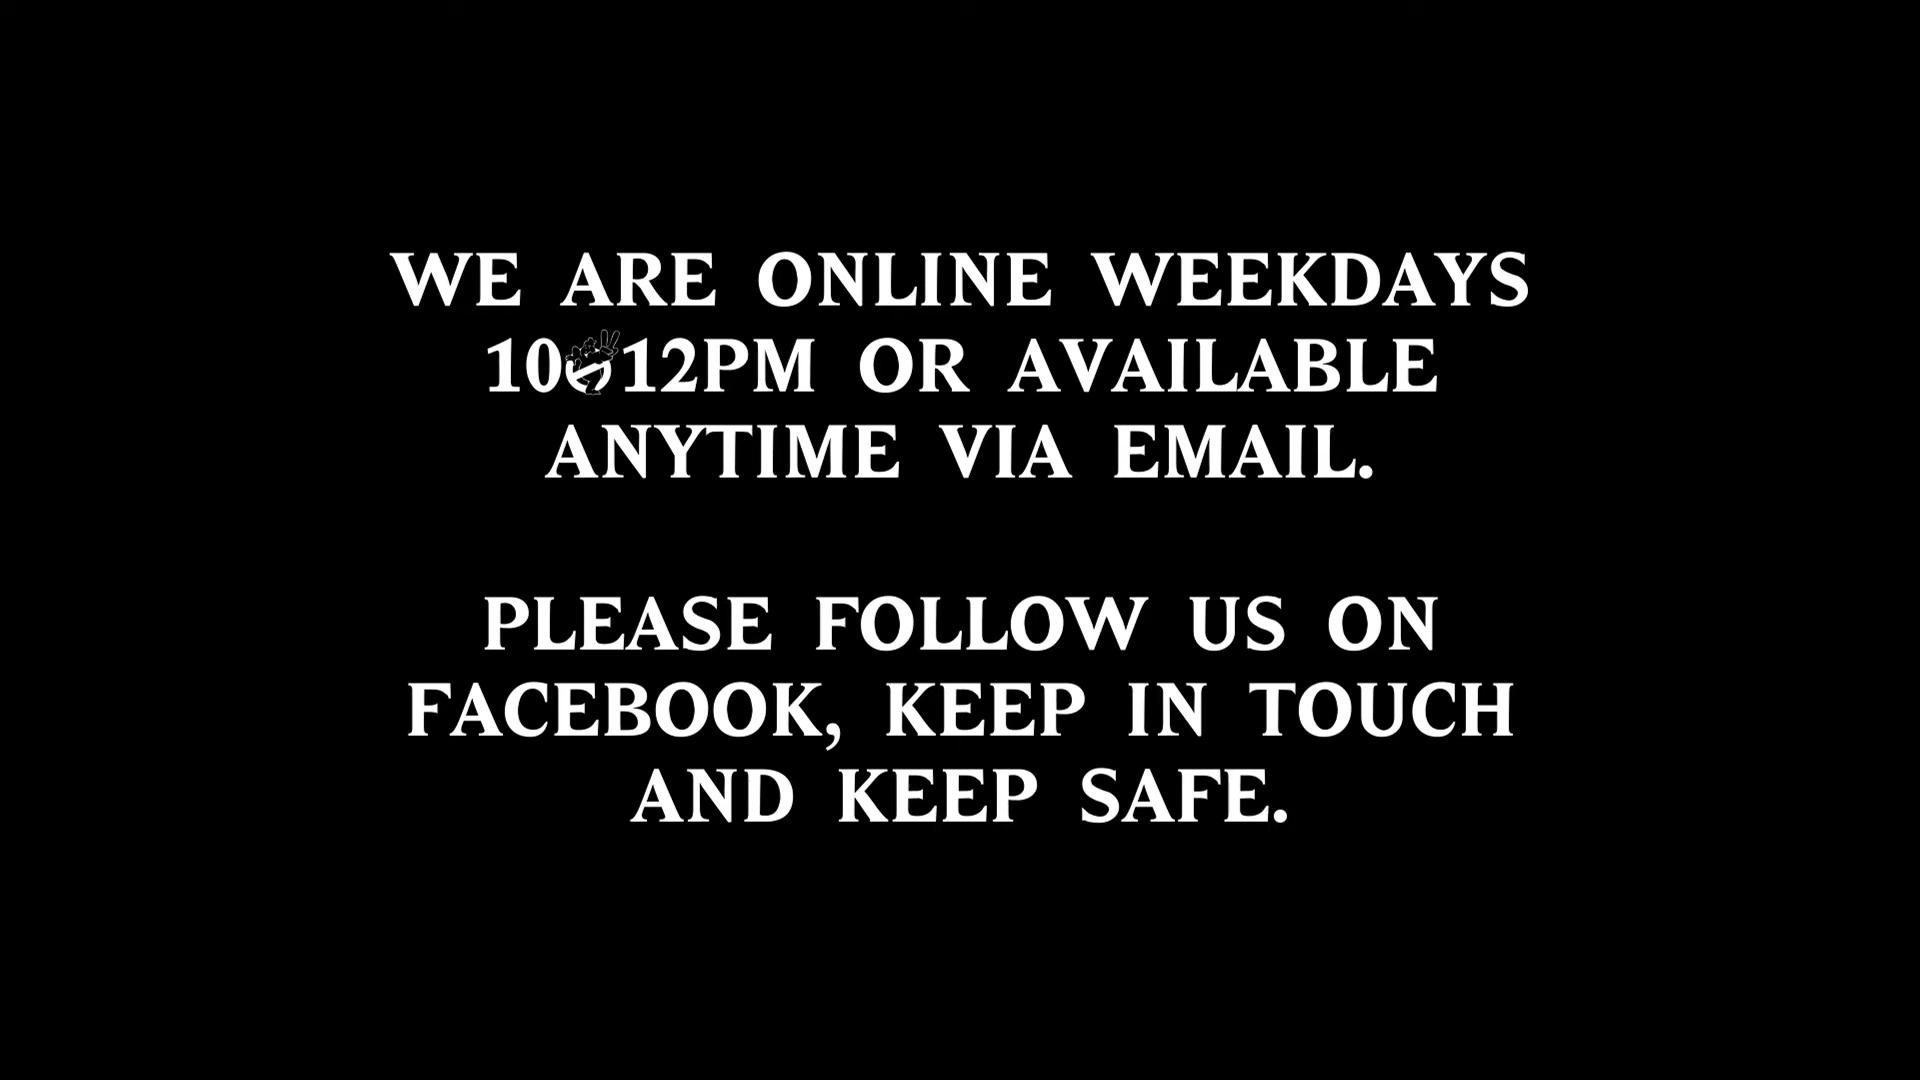 WE ARE ONLINE WEEKDAYS
10 12PM OR AVAILABLE
ANYTIME VIA EMAIL.
PLEASE FOLLOW US ON
FACEBOOK, KEEP IN TOUCH
AND KEEP SAFE.